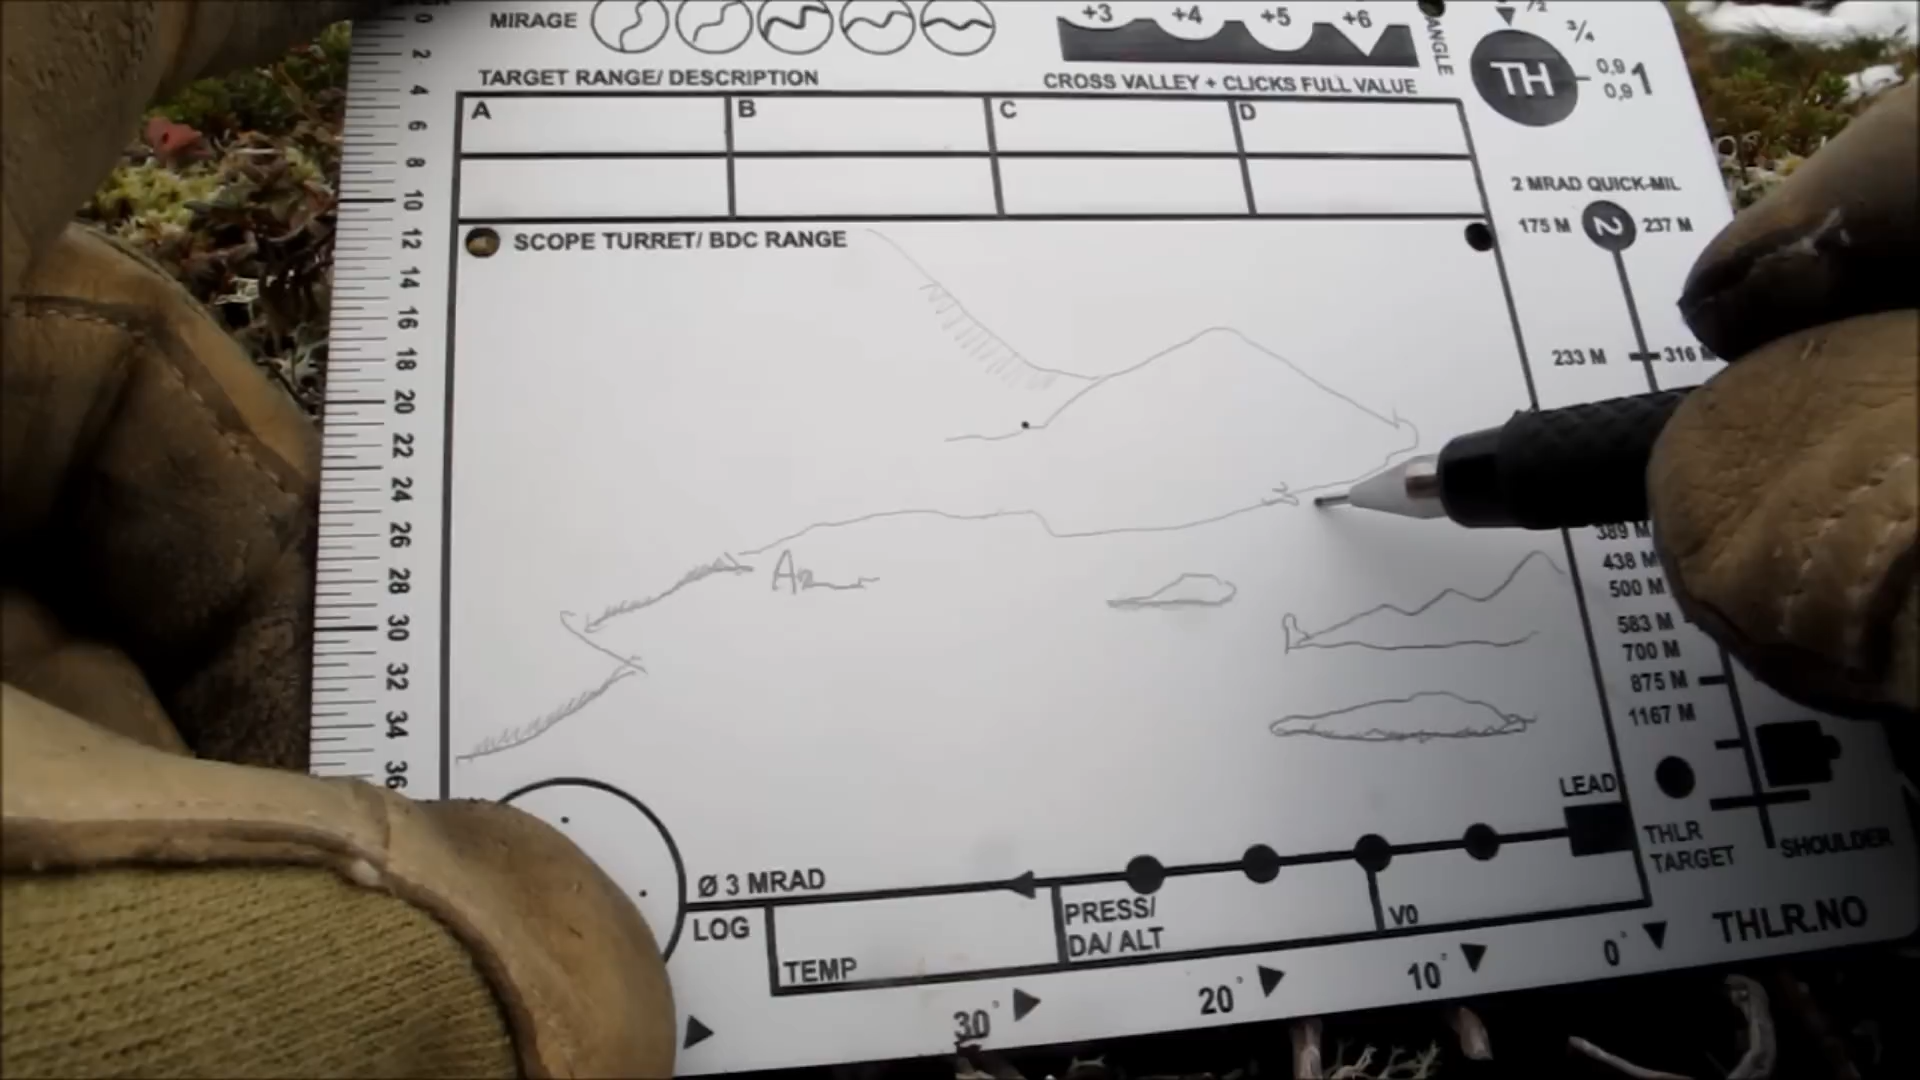 MIRAGE
+3 +4 +5 +6
ANGLE
3/4
TH
0,9
0,9
1
TARGET RANGE/ DESCRIPTION
CROSS VALLEY + CLICKS FULL VALUE
A B C D
SCOPE TURRET/ BDC RANGE
2 MRAD QUICK-MIL
175 M 2 237 M
233 M 316 M
389 M
438 M
500 M
583 M
700 M
875 M
1167 M
0
2
4
6
8
10
12
14
16
18
20
22
24
26
28
30
32
34
36
LEAD
THLR
TARGET
SHOULDER
Ø 3 MRAD
LOG
TEMP
PRESS/
DA/ ALT
V0
THLR.NO
30° 20° 10° 0°